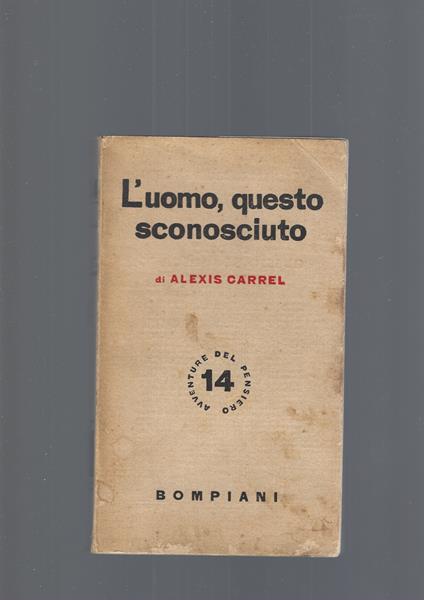 L'uomo, questo
sconosciuto
di ALEXIS CARREL
AVVENTURE DEL PENSIERO
14
BOMPIANI